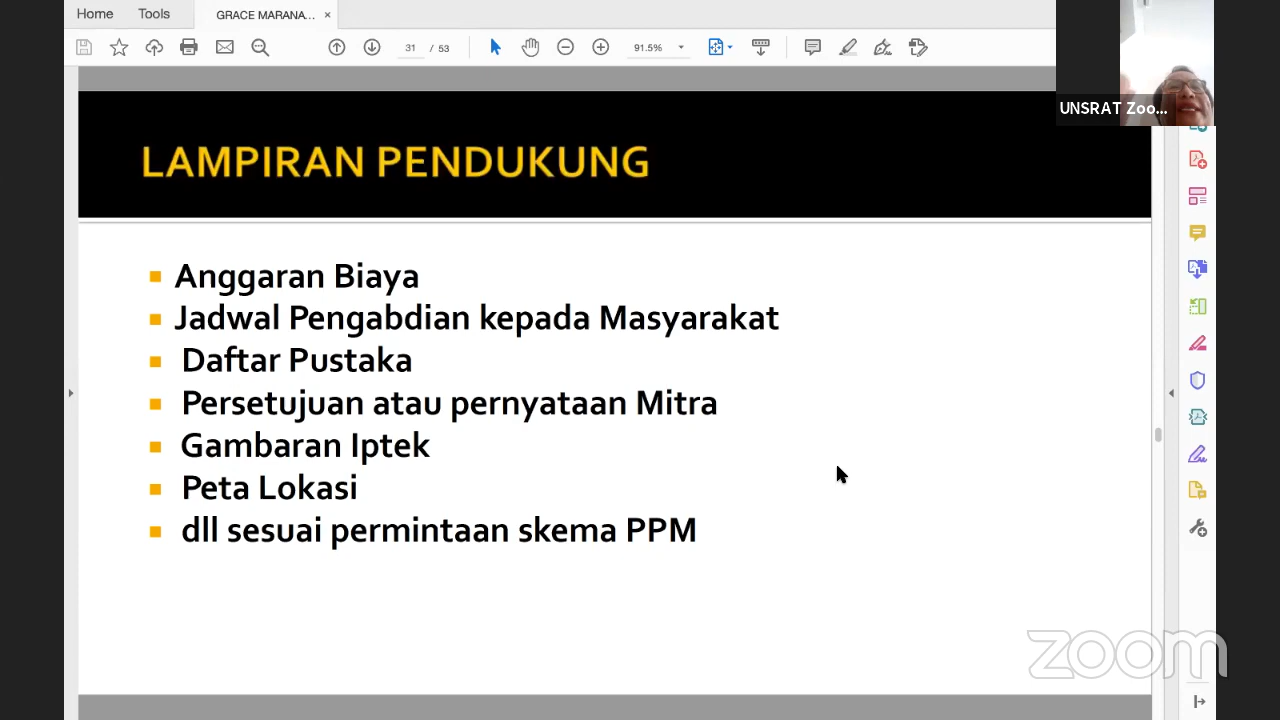 Home Tools GRACE MARANA... ×
31 / 53 91.5%
UNSRAT Zoo...
LAMPIRAN PENDUKUNG
Anggaran Biaya
Jadwal Pengabdian kepada Masyarakat
Daftar Pustaka
Persetujuan atau pernyataan Mitra
Gambaran Iptek
Peta Lokasi
dll sesuai permintaan skema PPM
zoom